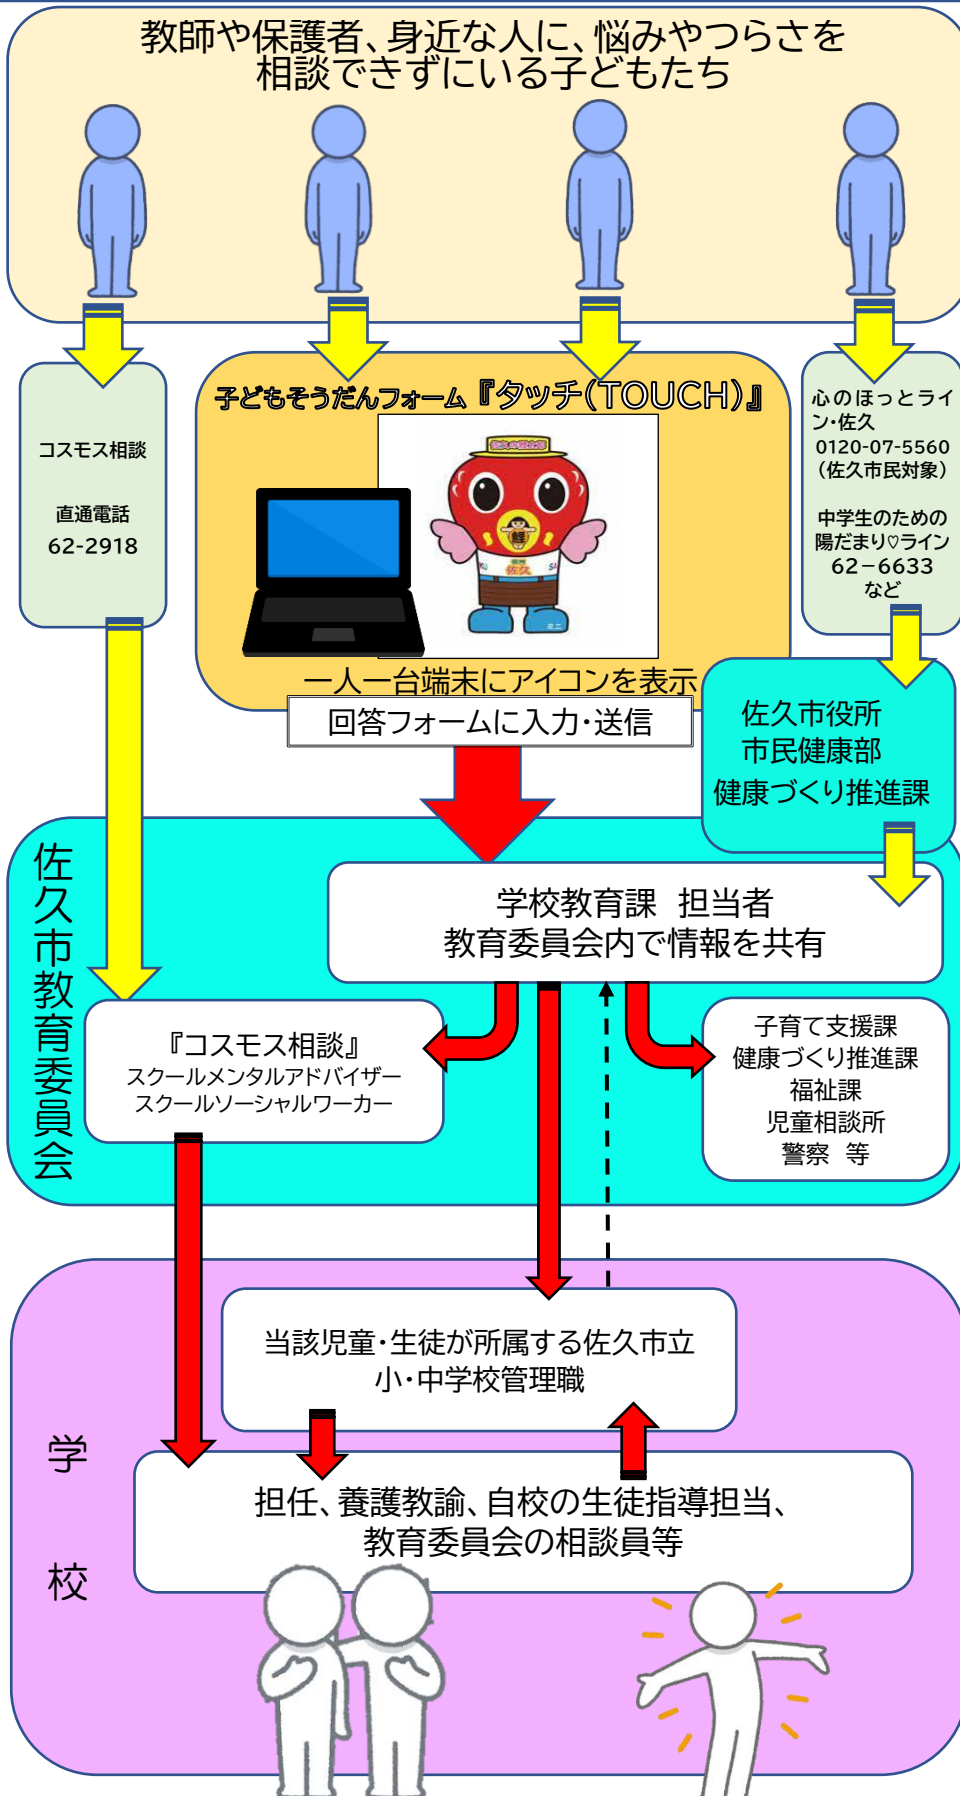 教師や保護者、身近な人に、悩みやつらさを
相談できずにいる子どもたち
コスモス相談
直通電話
62-2918
子どもそうだんフォーム『タッチ(TOUCH)』
鯉
佐久
ミニ
一人一台端末にアイコンを表示
回答フォームに入力・送信
心のほっとライ
ン・佐久
0120-07-5560
（佐久市民対象）
中学生のための
陽だまり♡ライン
62－6633
など
佐久市役所
市民健康部
健康づくり推進課
佐久市教育委員会
学校教育課　担当者
教育委員会内で情報を共有
『コスモス相談』
スクールメンタルアドバイザー
スクールソーシャルワーカー
子育て支援課
健康づくり推進課
福祉課
児童相談所
警察　等
学校
当該児童・生徒が所属する佐久市立
小・中学校管理職
担任、養護教諭、自校の生徒指導担当、
教育委員会の相談員等